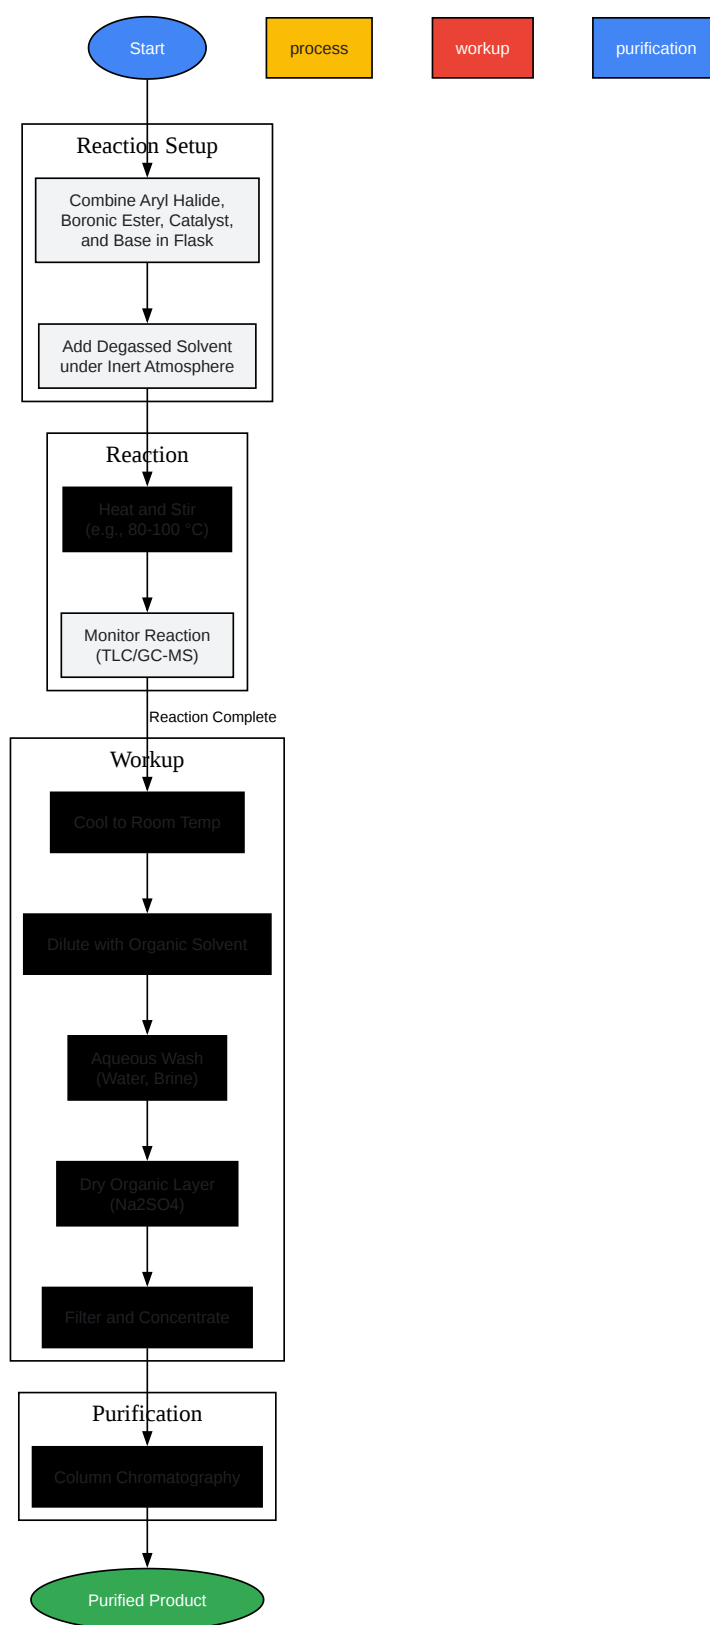 Start
process
workup
purification
Reaction Setup
Combine Aryl Halide,
Boronic Ester, Catalyst,
and Base in Flask
Add Degassed Solvent
under Inert Atmosphere
Reaction
Heat and Stir
(e.g., 80-100 °C)
Monitor Reaction
(TLC/GC-MS)
Reaction Complete
Workup
Cool to Room Temp
Dilute with Organic Solvent
Aqueous Wash
(Water, Brine)
Dry Organic Layer
(Na2SO4)
Filter and Concentrate
Purification
Column Chromatography
Purified Product